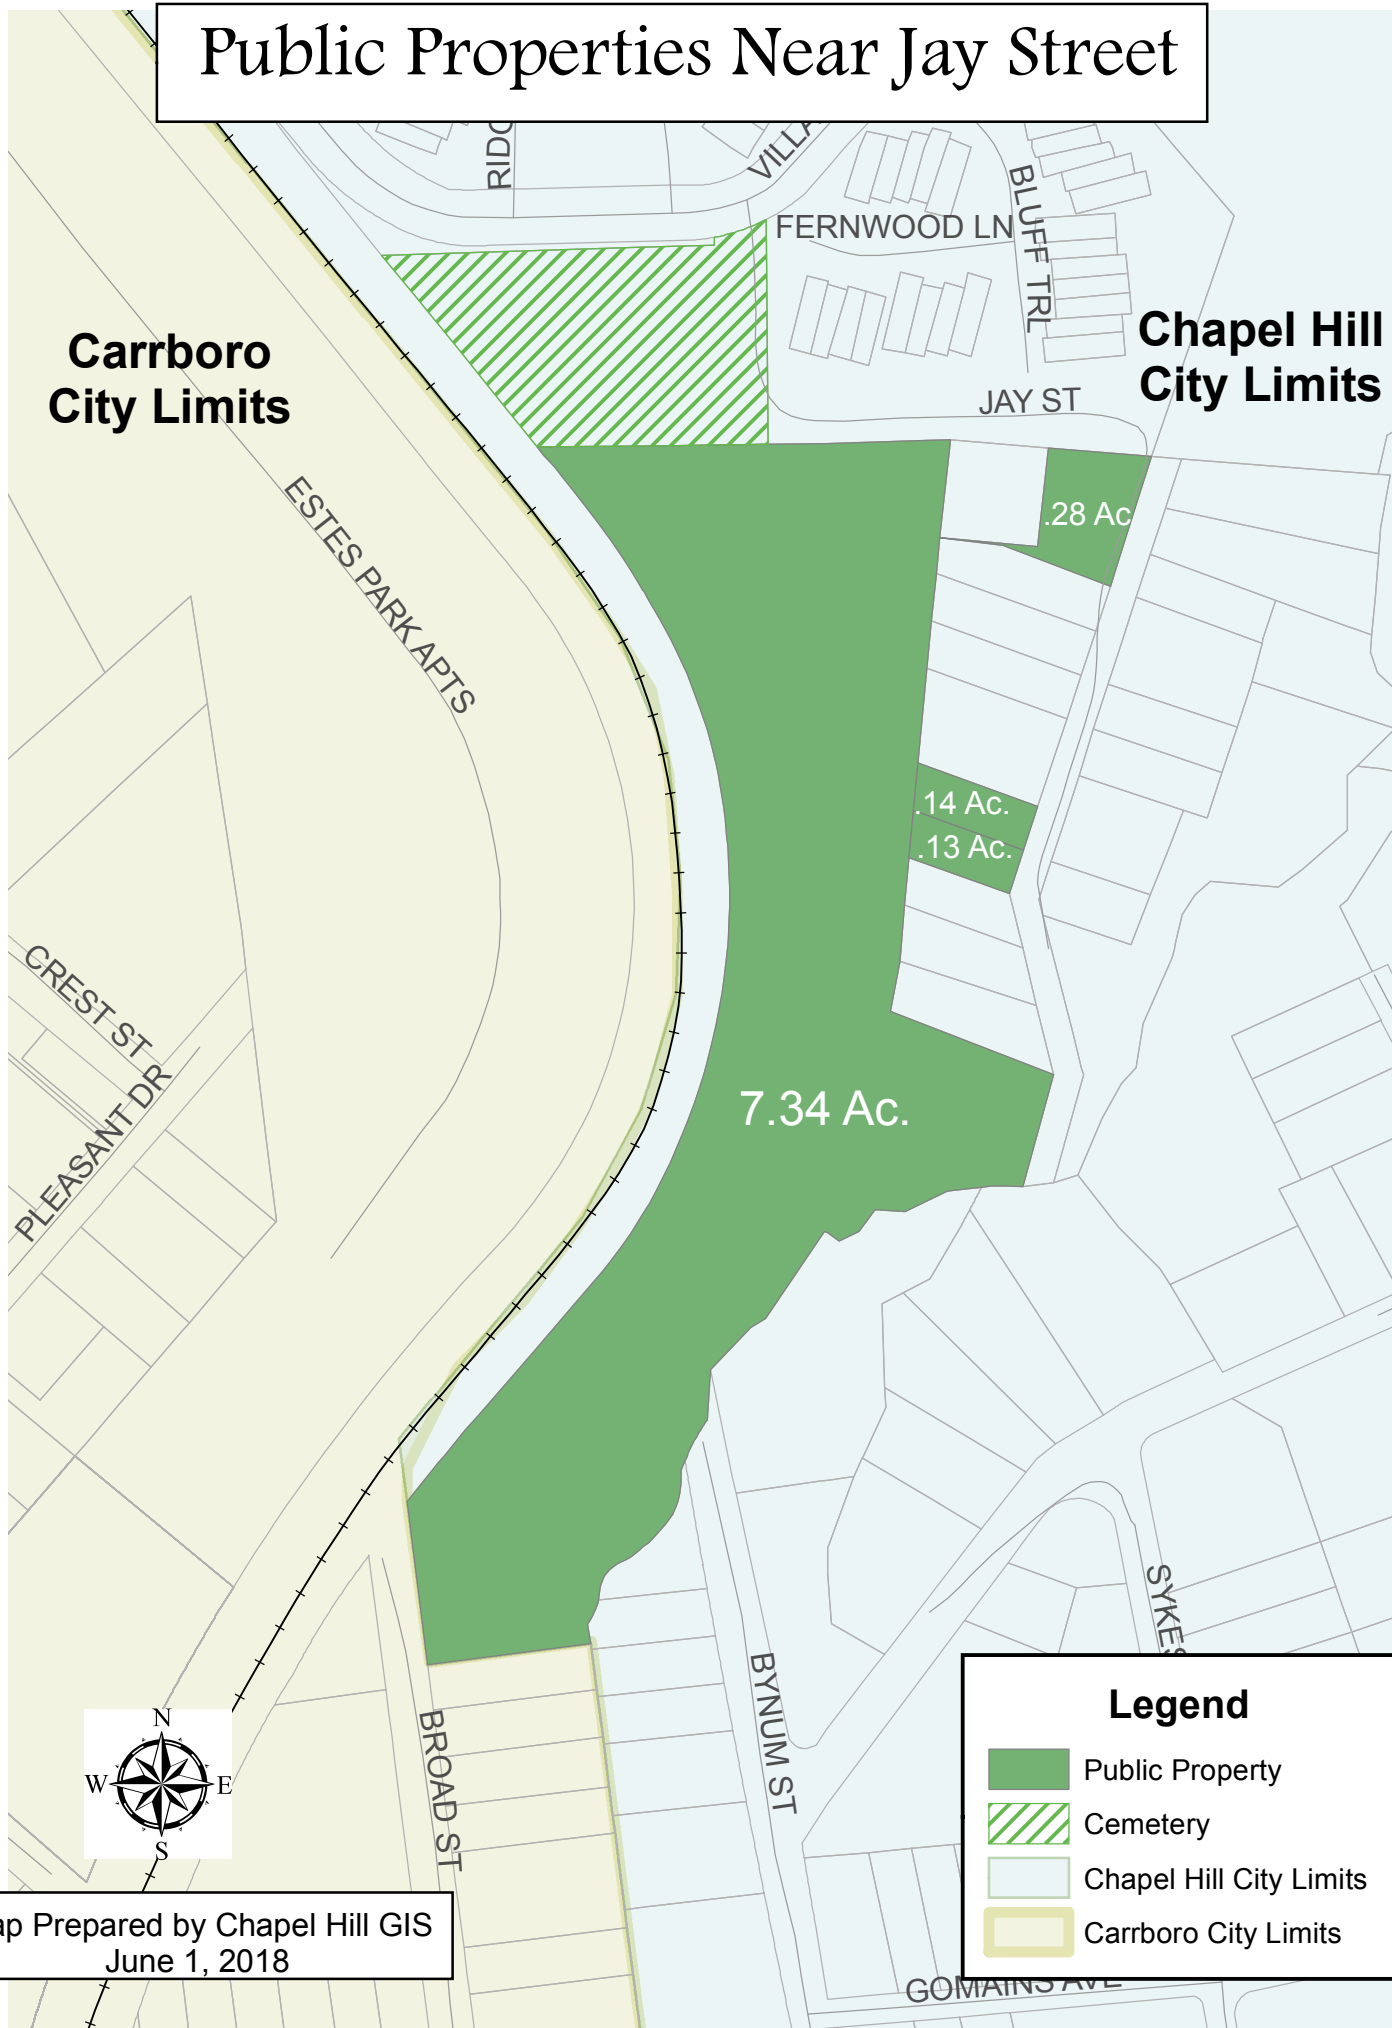 Public Properties Near Jay Street
FERNWOOD LN
BLUFF TRL
Carrboro
City Limits
Chapel Hill
City Limits
JAY ST
ESTES PARK APTS
.28 Ac
.14 Ac.
.13 Ac.
CREST ST
PLEASANT DR
7.34 Ac.
SYKES
BYNUM ST
BROAD ST
N
W
E
S
Legend
Public Property
Cemetery
Chapel Hill City Limits
Carrboro City Limits
ap Prepared by Chapel Hill GIS
June 1, 2018
GOMAINS AVE